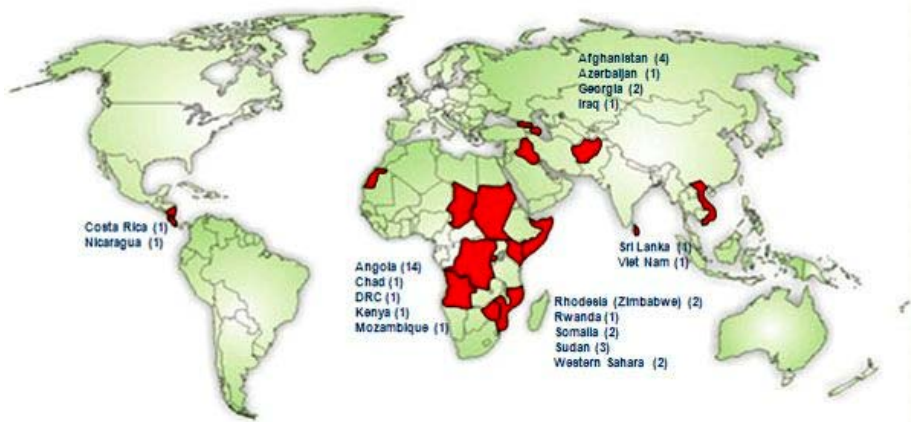 Afghanistan (4)
Azerbaijan (1)
Georgia (2)
Iraq (1)
Costa Rica (1)
Nicaragua (1)
Sri Lanka (1)
Viet Nam (1)
Angola (14)
Chad (1)
DRC (1)
Kenya (1)
Mozambique (1)
Rhodesia (Zimbabwe) (2)
Rwanda (1)
Somalia (2)
Sudan (3)
Western Sahara (2)